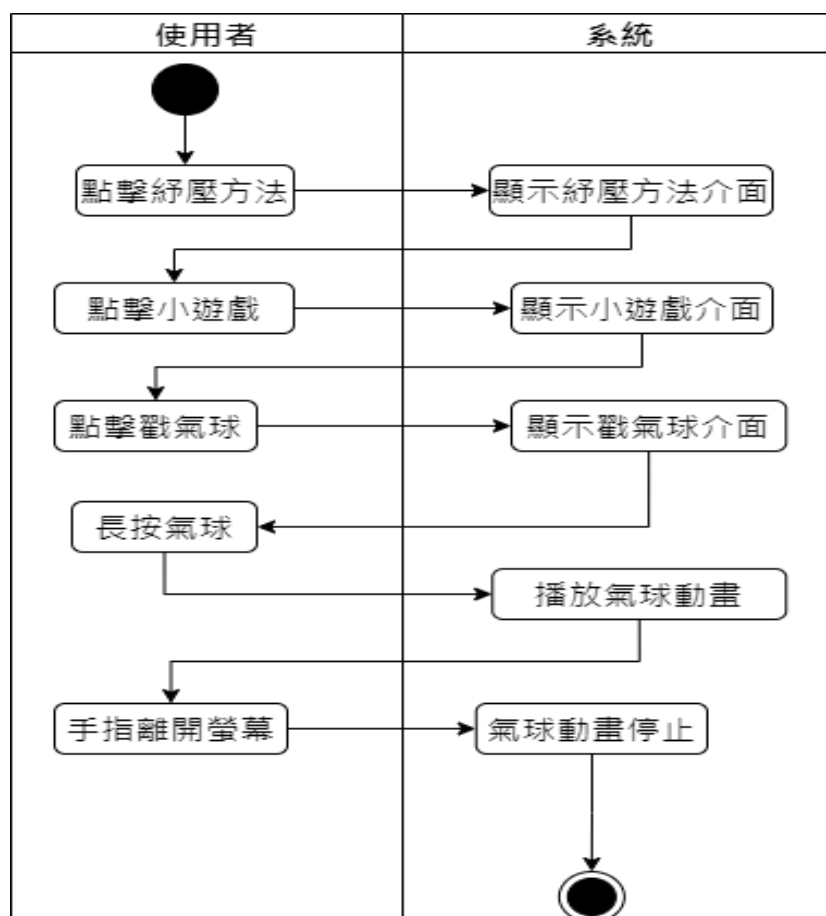 使用者
系統
點擊紓壓方法
顯示紓壓方法介面
點擊小遊戲
顯示小遊戲介面
點擊戳氣球
顯示戳氣球介面
長按氣球
播放氣球動畫
手指離開螢幕
氣球動畫停止